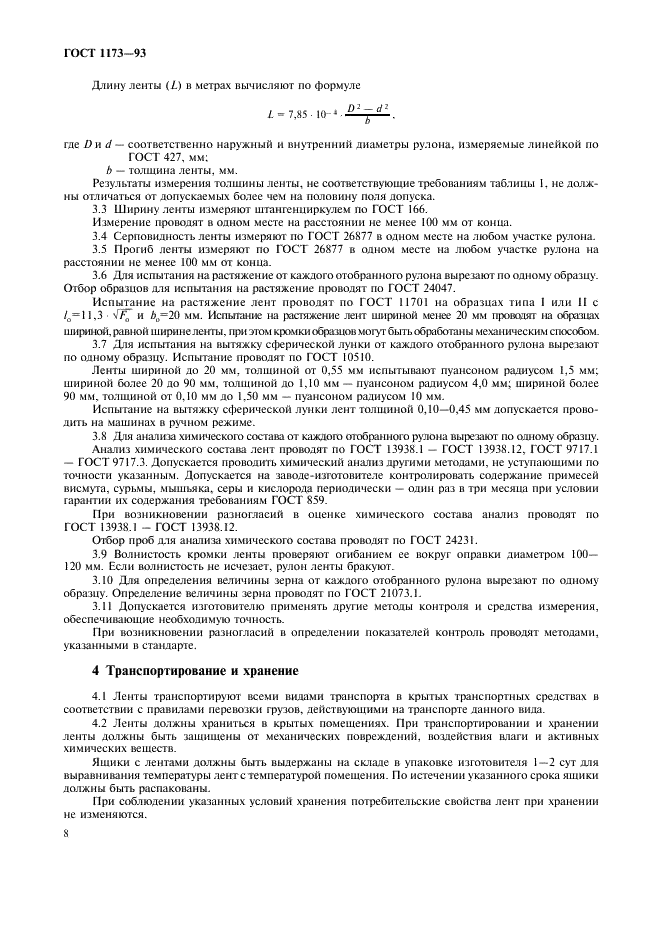 ГОСТ 1173—93
Длину ленты (L) в метрах вычисляют по формуле
L = 7,85 · 10⁻⁴ · (D² — d²)/b ,
где D и d — соответственно наружный и внутренний диаметры рулона, измеряемые линейкой по
ГОСТ 427, мм;
b — толщина ленты, мм.
Результаты измерения толщины ленты, не соответствующие требованиям таблицы 1, не долж-
ны отличаться от допускаемых более чем на половину поля допуска.
3.3 Ширину ленты измеряют штангенциркулем по ГОСТ 166.
Измерение проводят в одном месте на расстоянии не менее 100 мм от конца.
3.4 Серповидность ленты измеряют по ГОСТ 26877 в одном месте на любом участке рулона.
3.5 Прогиб ленты измеряют по ГОСТ 26877 в одном месте на любом участке рулона на
расстоянии не менее 100 мм от конца.
3.6 Для испытания на растяжение от каждого отобранного рулона вырезают по одному образцу.
Отбор образцов для испытания на растяжение проводят по ГОСТ 24047.
Испытание на растяжение лент проводят по ГОСТ 11701 на образцах типа I или II с
l₀=11,3 · √F₀ и b₀=20 мм. Испытание на растяжение лент шириной менее 20 мм проводят на образцах
шириной, равной ширине ленты, при этом кромки образцов могут быть обработаны механическим способом.
3.7 Для испытания на вытяжку сферической лунки от каждого отобранного рулона вырезают
по одному образцу. Испытание проводят по ГОСТ 10510.
Ленты шириной до 20 мм, толщиной от 0,55 мм испытывают пуансоном радиусом 1,5 мм;
шириной более 20 до 90 мм, толщиной до 1,10 мм — пуансоном радиусом 4,0 мм; шириной более
90 мм, толщиной от 0,10 мм до 1,50 мм — пуансоном радиусом 10 мм.
Испытание на вытяжку сферической лунки лент толщиной 0,10—0,45 мм допускается прово-
дить на машинах в ручном режиме.
3.8 Для анализа химического состава от каждого отобранного рулона вырезают по одному образцу.
Анализ химического состава лент проводят по ГОСТ 13938.1 — ГОСТ 13938.12, ГОСТ 9717.1
— ГОСТ 9717.3. Допускается проводить химический анализ другими методами, не уступающими по
точности указанным. Допускается на заводе-изготовителе контролировать содержание примесей
висмута, сурьмы, мышьяка, серы и кислорода периодически — один раз в три месяца при условии
гарантии их содержания требованиям ГОСТ 859.
При возникновении разногласий в оценке химического состава анализ проводят по
ГОСТ 13938.1 — ГОСТ 13938.12.
Отбор проб для анализа химического состава проводят по ГОСТ 24231.
3.9 Волнистость кромки ленты проверяют огибанием ее вокруг оправки диаметром 100—
120 мм. Если волнистость не исчезает, рулон ленты бракуют.
3.10 Для определения величины зерна от каждого отобранного рулона вырезают по одному
образцу. Определение величины зерна проводят по ГОСТ 21073.1.
3.11 Допускается изготовителю применять другие методы контроля и средства измерения,
обеспечивающие необходимую точность.
При возникновении разногласий в определении показателей контроль проводят методами,
указанными в стандарте.
4 Транспортирование и хранение
4.1 Ленты транспортируют всеми видами транспорта в крытых транспортных средствах в
соответствии с правилами перевозки грузов, действующими на транспорте данного вида.
4.2 Ленты должны храниться в крытых помещениях. При транспортировании и хранении
ленты должны быть защищены от механических повреждений, воздействия влаги и активных
химических веществ.
Ящики с лентами должны быть выдержаны на складе в упаковке изготовителя 1—2 сут для
выравнивания температуры лент с температурой помещения. По истечении указанного срока ящики
должны быть распакованы.
При соблюдении указанных условий хранения потребительские свойства лент при хранении
не изменяются.
8